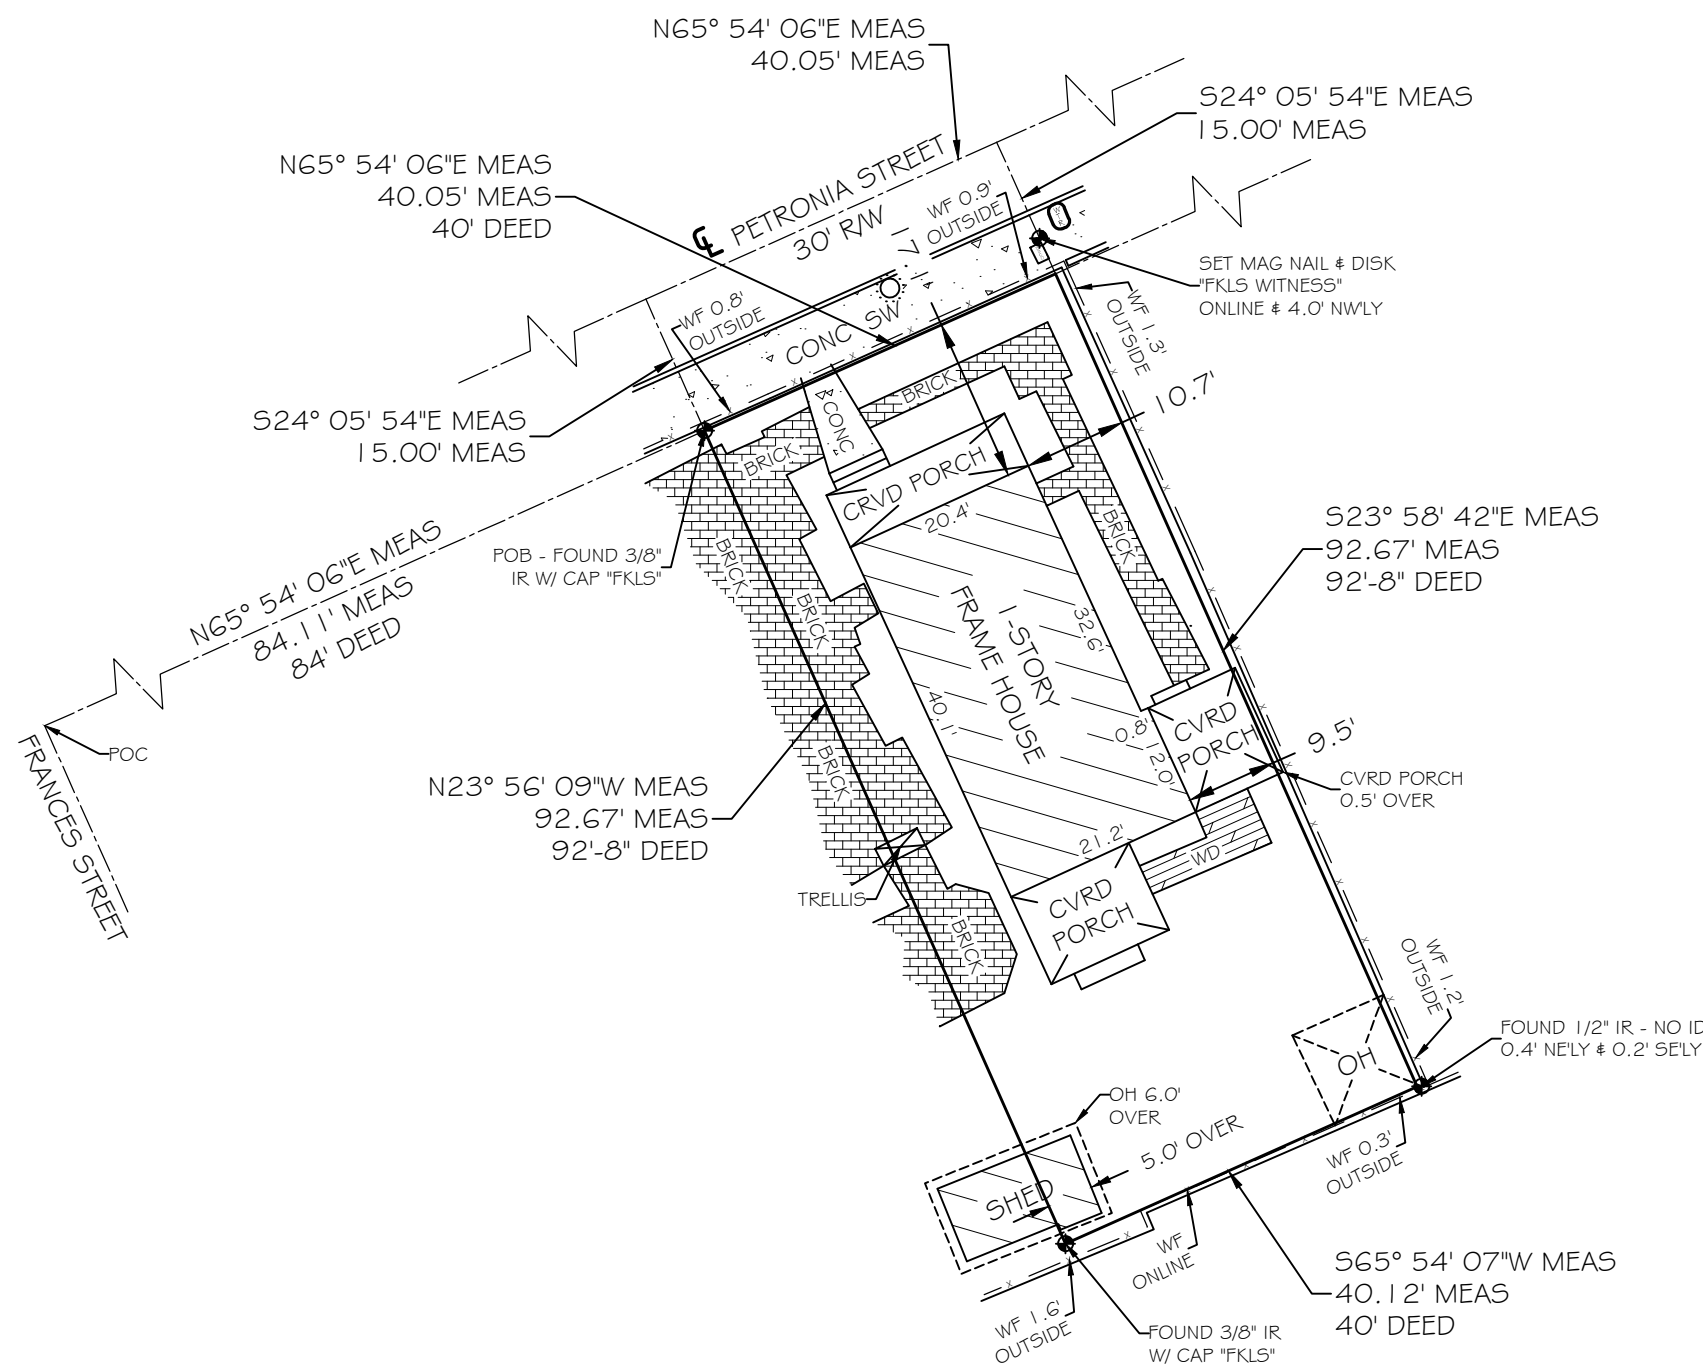 N65° 54' 06"E MEAS
40.05' MEAS
S24° 05' 54"E MEAS
15.00' MEAS
N65° 54' 06"E MEAS
40.05' MEAS
40' DEED
℄ PETRONIA STREET
30' R/W
WF 0.9'
OUTSIDE
SET MAG NAIL & DISK
"FKLS WITNESS"
ONLINE & 4.0' NW'LY
WF 0.8'
OUTSIDE
CONC SW
WF 1.3'
OUTSIDE
10.7'
S24° 05' 54"E MEAS
15.00' MEAS
CONC
BRICK
BRICK
CRVD PORCH
20.4'
BRICK
POB - FOUND 3/8"
IR W/ CAP "FKLS"
BRICK
BRICK
S23° 58' 42"E MEAS
92.67' MEAS
92'-8" DEED
N65° 54' 06"E MEAS
84.11' MEAS
84' DEED
1-STORY
FRAME HOUSE
32.6'
40.1'
0.8'
12.0'
CVRD
PORCH
9.5'
CVRD PORCH
0.5' OVER
POC
FRANCES STREET
N23° 56' 09"W MEAS
92.67' MEAS
92'-8" DEED
BRICK
21.2'
WD
TRELLIS
CVRD
PORCH
BRICK
WF 1.2'
OUTSIDE
FOUND 1/2" IR - NO ID
0.4' NE'LY & 0.2' SE'LY
OH
OH 6.0'
OVER
5.0' OVER
SHED
WF 0.3'
OUTSIDE
WF
ONLINE
S65° 54' 07"W MEAS
40.12' MEAS
40' DEED
WF 1.6'
OUTSIDE
FOUND 3/8" IR
W/ CAP "FKLS"